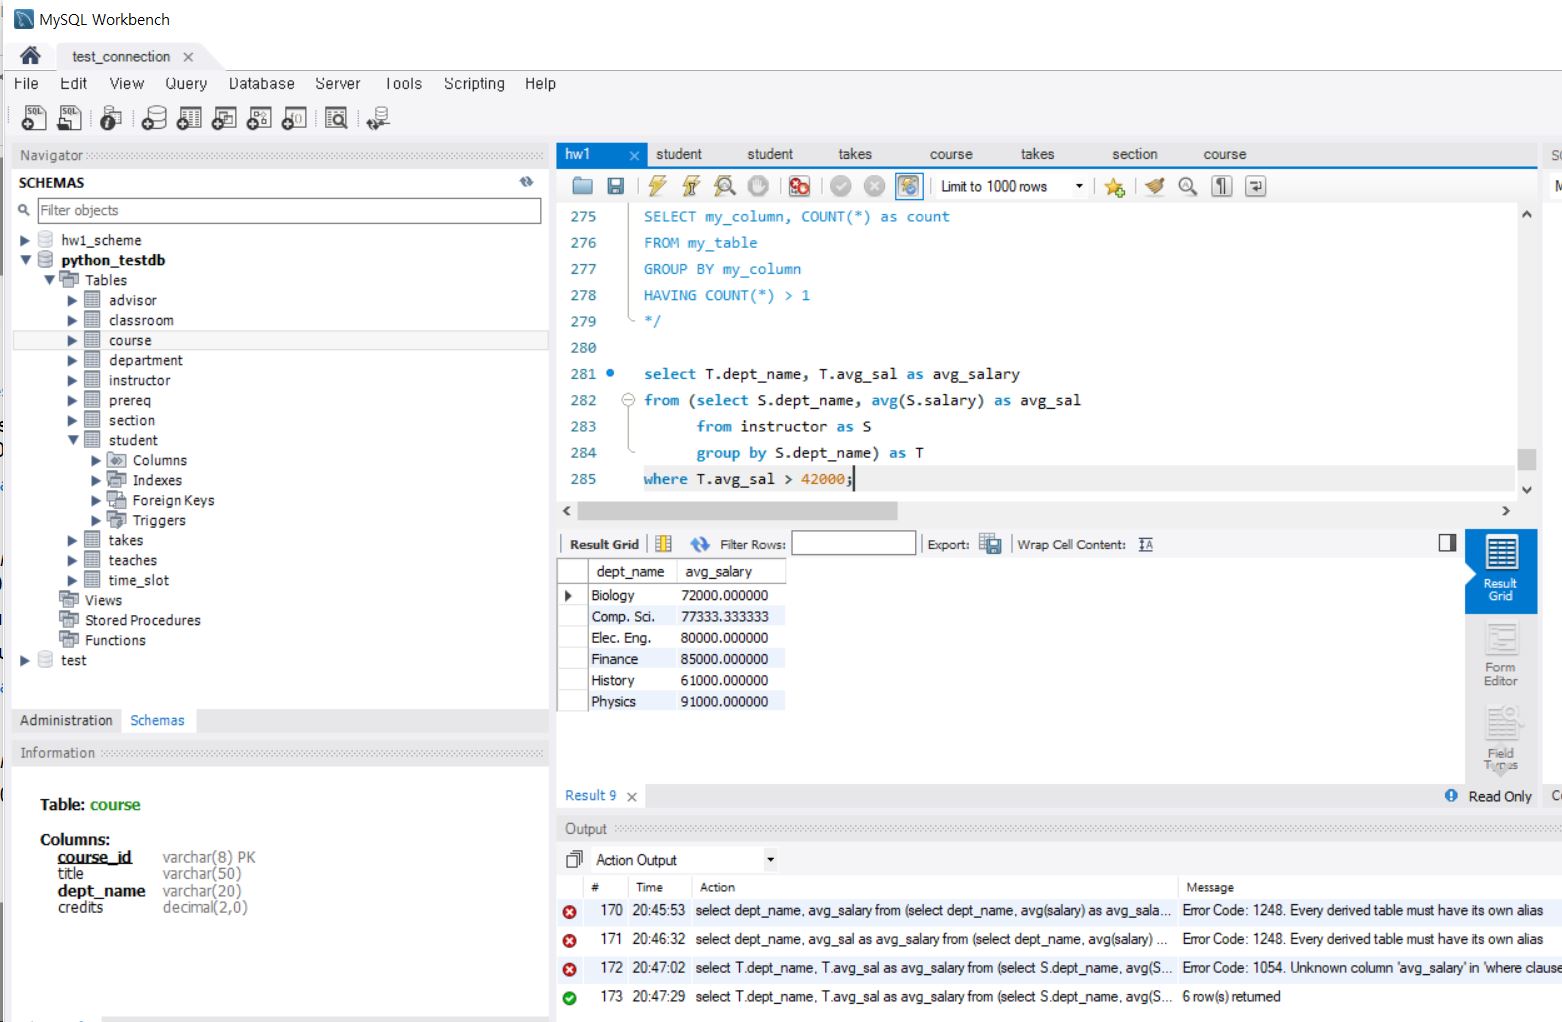 MySQL Workbench
test_connection
File Edit View Query Database Server Tools Scripting Help
Navigator
SCHEMAS
Filter objects
hw1_scheme
python_testdb
Tables
advisor
classroom
course
department
instructor
prereq
section
student
Columns
Indexes
Foreign Keys
Triggers
takes
teaches
time_slot
Views
Stored Procedures
Functions
test
Administration Schemas
Information
Table: course
Columns:
course_id varchar(8) PK
title varchar(50)
dept_name varchar(20)
credits decimal(2,0)
hw1 student student takes course takes section course
Limit to 1000 rows
275 SELECT my_column, COUNT(*) as count
276 FROM my_table
277 GROUP BY my_column
278 HAVING COUNT(*) > 1
279 */
280
281 select T.dept_name, T.avg_sal as avg_salary
282 from (select S.dept_name, avg(S.salary) as avg_sal
283 from instructor as S
284 group by S.dept_name) as T
285 where T.avg_sal > 42000;
Result Grid Filter Rows: Export: Wrap Cell Content:
dept_name avg_salary
Biology 72000.000000
Comp. Sci. 77333.333333
Elec. Eng. 80000.000000
Finance 85000.000000
History 61000.000000
Physics 91000.000000
Result
Grid
Form
Editor
Field
Types
Result 9 Read Only
Output
Action Output
# Time Action Message
170 20:45:53 select dept_name, avg_salary from (select dept_name, avg(salary) as avg_sala... Error Code: 1248. Every derived table must have its own alias
171 20:46:32 select dept_name, avg_sal as avg_salary from (select dept_name, avg(salary) ... Error Code: 1248. Every derived table must have its own alias
172 20:47:02 select T.dept_name, T.avg_sal as avg_salary from (select S.dept_name, avg(S... Error Code: 1054. Unknown column 'avg_salary' in 'where clause
173 20:47:29 select T.dept_name, T.avg_sal as avg_salary from (select S.dept_name, avg(S... 6 row(s) returned